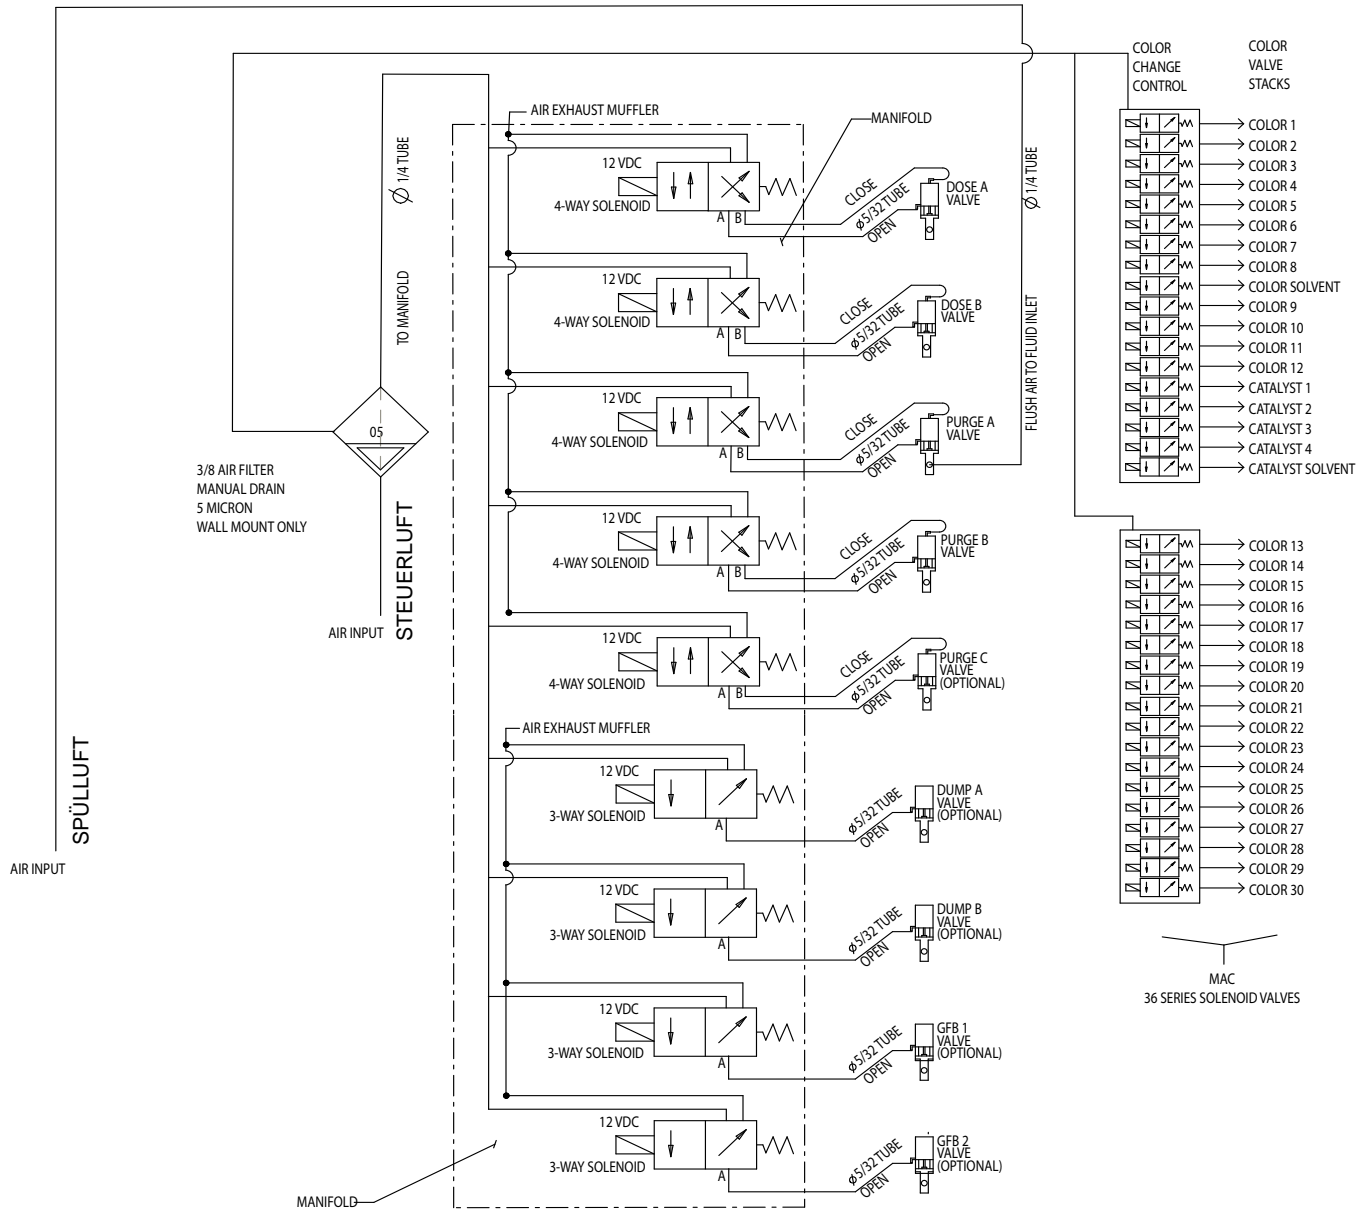 COLOR
CHANGE
CONTROL
COLOR
VALVE
STACKS
AIR EXHAUST MUFFLER
MANIFOLD
Ø 1/4 TUBE
TO MANIFOLD
05
3/8 AIR FILTER
MANUAL DRAIN
5 MICRON
WALL MOUNT ONLY
STEUERLUFT
AIR INPUT
SPÜLLUFT
AIR INPUT
12 VDC
4-WAY SOLENOID
A B
CLOSE
Ø5/32 TUBE
OPEN
DOSE A
VALVE
12 VDC
4-WAY SOLENOID
A B
CLOSE
Ø5/32 TUBE
OPEN
DOSE B
VALVE
12 VDC
4-WAY SOLENOID
A B
CLOSE
Ø5/32 TUBE
OPEN
PURGE A
VALVE
12 VDC
4-WAY SOLENOID
A B
CLOSE
Ø5/32 TUBE
OPEN
PURGE B
VALVE
12 VDC
4-WAY SOLENOID
A B
CLOSE
Ø5/32 TUBE
OPEN
PURGE C
VALVE
(OPTIONAL)
AIR EXHAUST MUFFLER
12 VDC
3-WAY SOLENOID
A
Ø5/32 TUBE
OPEN
DUMP A
VALVE
(OPTIONAL)
12 VDC
3-WAY SOLENOID
A
Ø5/32 TUBE
OPEN
DUMP B
VALVE
(OPTIONAL)
12 VDC
3-WAY SOLENOID
A
Ø5/32 TUBE
OPEN
GFB 1
VALVE
(OPTIONAL)
12 VDC
3-WAY SOLENOID
A
Ø5/32 TUBE
OPEN
GFB 2
VALVE
(OPTIONAL)
MANIFOLD
Ø 1/4 TUBE
FLUSH AIR TO FLUID INLET
COLOR 1
COLOR 2
COLOR 3
COLOR 4
COLOR 5
COLOR 6
COLOR 7
COLOR 8
COLOR SOLVENT
COLOR 9
COLOR 10
COLOR 11
COLOR 12
CATALYST 1
CATALYST 2
CATALYST 3
CATALYST 4
CATALYST SOLVENT
COLOR 13
COLOR 14
COLOR 15
COLOR 16
COLOR 17
COLOR 18
COLOR 19
COLOR 20
COLOR 21
COLOR 22
COLOR 23
COLOR 24
COLOR 25
COLOR 26
COLOR 27
COLOR 28
COLOR 29
COLOR 30
MAC
36 SERIES SOLENOID VALVES